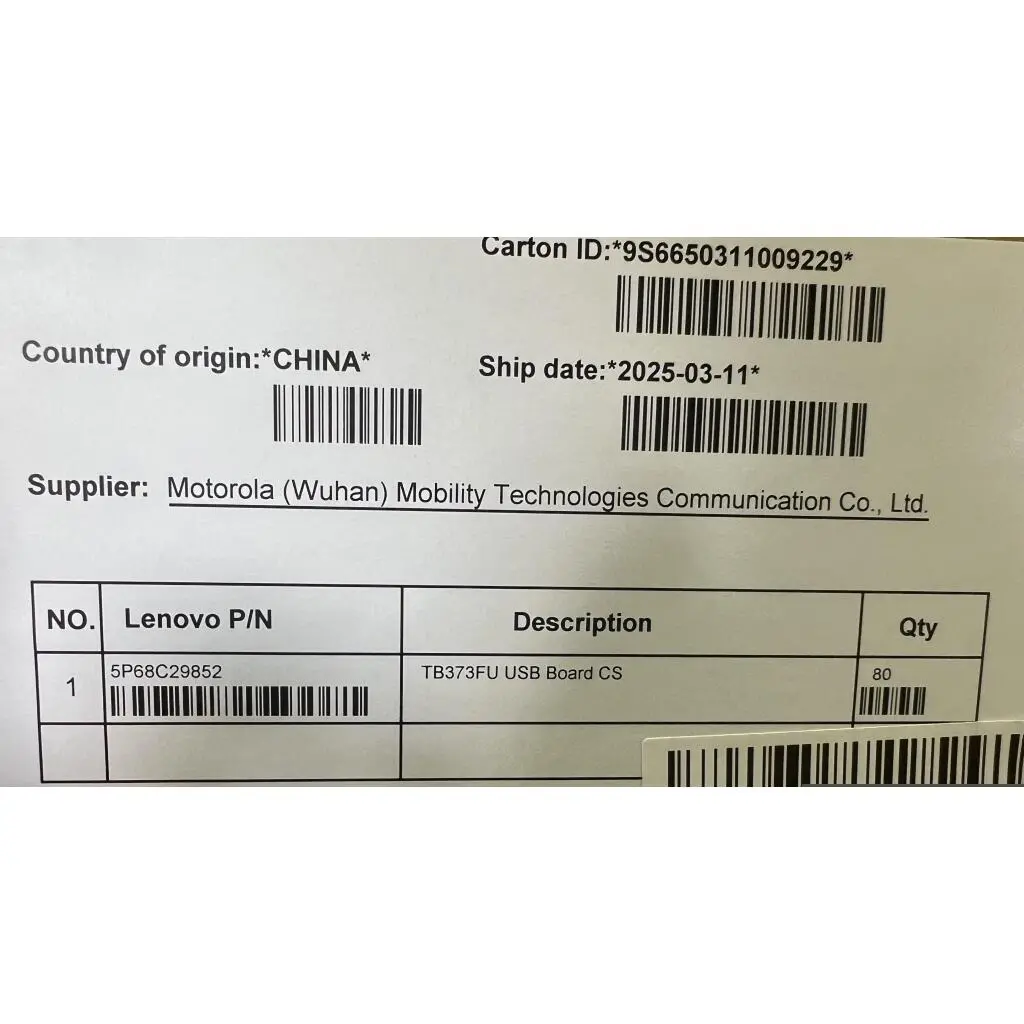 Carton ID:*9S6650311009229*
Country of origin:*CHINA*
Ship date:*2025-03-11*
Supplier: Motorola (Wuhan) Mobility Technologies Communication Co., Ltd.
NO. Lenovo P/N Description Qty
1 5P68C29852 TB373FU USB Board CS 80